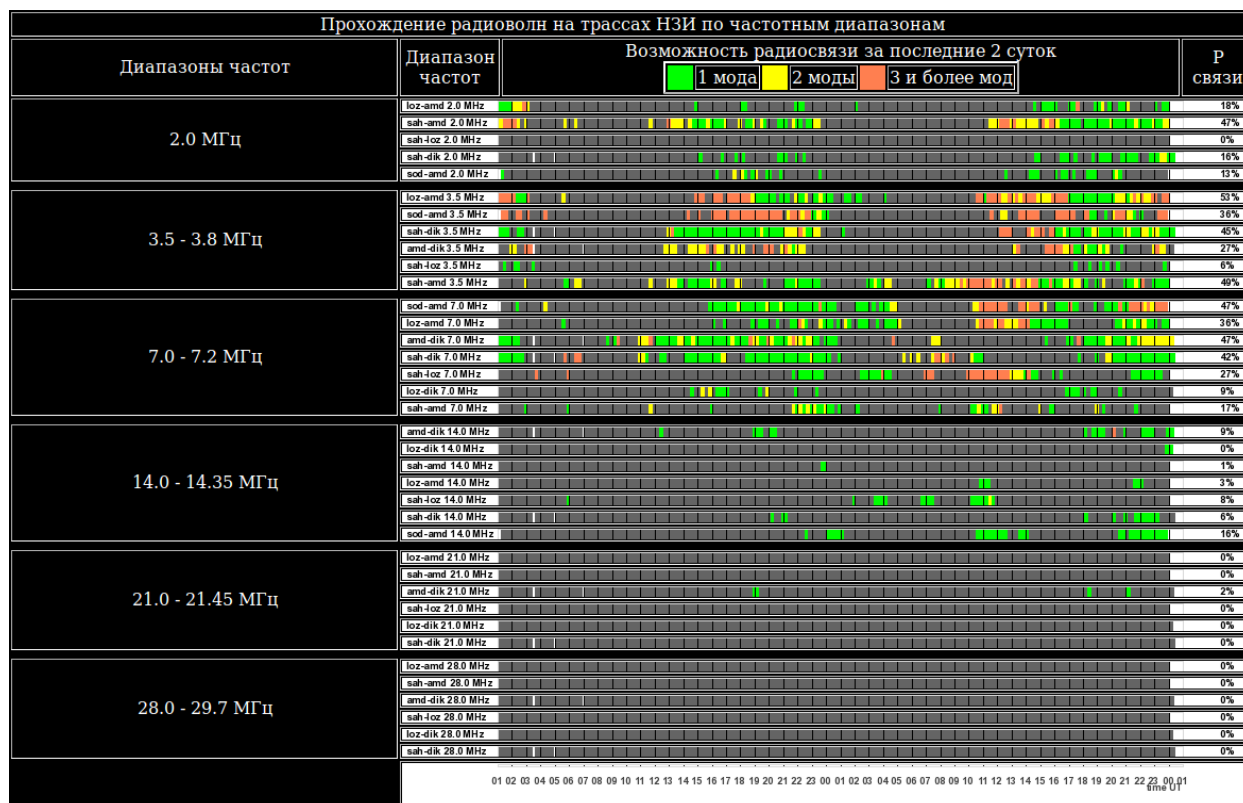 Прохождение радиоволн на трассах НЗИ по частотным диапазонам
Диапазоны частот
Диапазон
частот
Возможность радиосвязи за последние 2 суток
1 мода 2 моды 3 и более мод
P
связи
2.0 МГц
loz-amd 2.0 MHz 18%
sah-amd 2.0 MHz 47%
sah-loz 2.0 MHz 0%
sah-dik 2.0 MHz 16%
sod-amd 2.0 MHz 13%
3.5 - 3.8 МГц
loz-amd 3.5 MHz 53%
sod-amd 3.5 MHz 36%
sah-dik 3.5 MHz 45%
amd-dik 3.5 MHz 27%
sah-loz 3.5 MHz 6%
sah-amd 3.5 MHz 49%
7.0 - 7.2 МГц
sod-amd 7.0 MHz 47%
loz-amd 7.0 MHz 36%
amd-dik 7.0 MHz 47%
sah-dik 7.0 MHz 42%
sah-loz 7.0 MHz 27%
loz-dik 7.0 MHz 9%
sah-amd 7.0 MHz 17%
14.0 - 14.35 МГц
amd-dik 14.0 MHz 9%
loz-dik 14.0 MHz 0%
sah-amd 14.0 MHz 1%
loz-amd 14.0 MHz 3%
sah-loz 14.0 MHz 8%
sah-dik 14.0 MHz 6%
sod-amd 14.0 MHz 16%
21.0 - 21.45 МГц
loz-amd 21.0 MHz 0%
sah-amd 21.0 MHz 0%
amd-dik 21.0 MHz 2%
sah-loz 21.0 MHz 0%
loz-dik 21.0 MHz 0%
sah-dik 21.0 MHz 0%
28.0 - 29.7 МГц
loz-amd 28.0 MHz 0%
sah-amd 28.0 MHz 0%
amd-dik 28.0 MHz 0%
sah-loz 28.0 MHz 0%
loz-dik 28.0 MHz 0%
sah-dik 28.0 MHz 0%
01 02 03 04 05 06 07 08 09 10 11 12 13 14 15 16 17 18 19 20 21 22 23 00 01 02 03 04 05 06 07 08 09 10 11 12 13 14 15 16 17 18 19 20 21 22 23 00 01
time UT